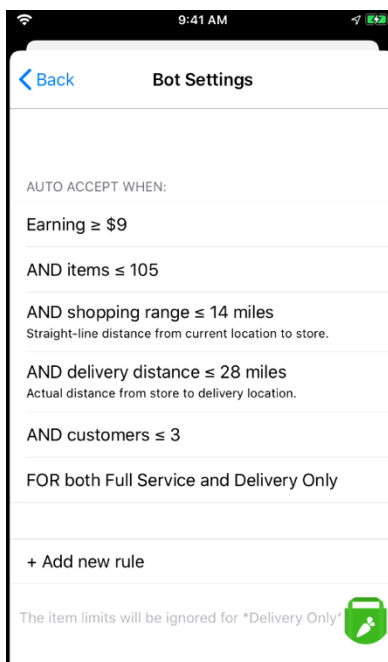 9:41 AM
Back
Bot Settings
AUTO ACCEPT WHEN:
Earning ≥ $9
AND items ≤ 105
AND shopping range ≤ 14 miles
Straight-line distance from current location to store.
AND delivery distance ≤ 28 miles
Actual distance from store to delivery location.
AND customers ≤ 3
FOR both Full Service and Delivery Only
+ Add new rule
The item limits will be ignored for *Delivery Only*